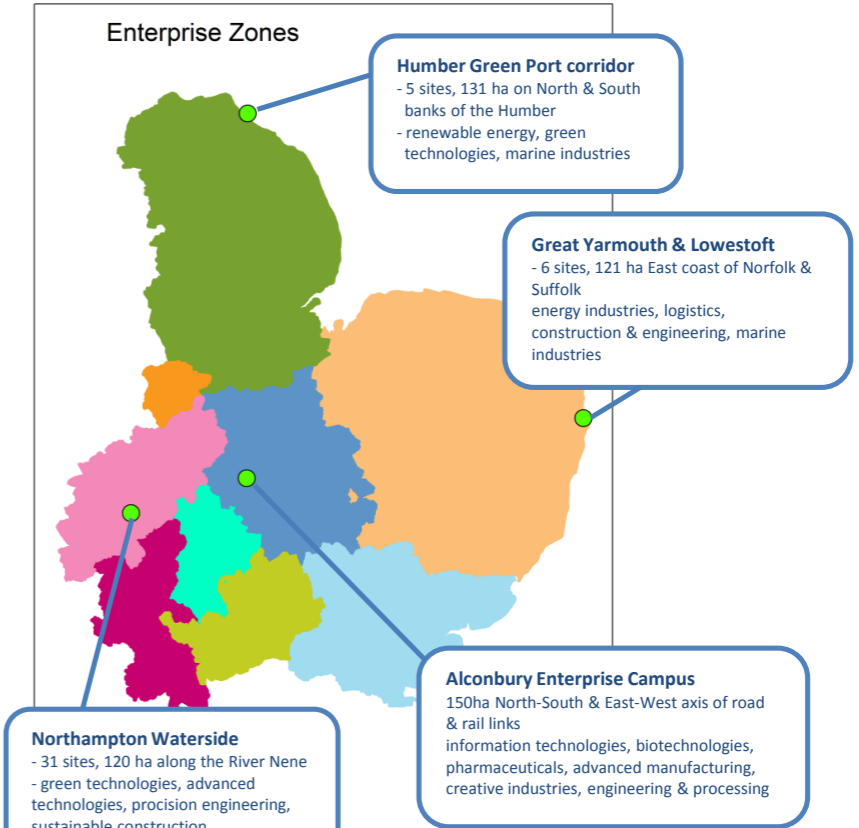 Enterprise Zones
Humber Green Port corridor
- 5 sites, 131 ha on North & South
banks of the Humber
- renewable energy, green
technologies, marine industries
Great Yarmouth & Lowestoft
- 6 sites, 121 ha East coast of Norfolk &
Suffolk
energy industries, logistics,
construction & engineering, marine
industries
Alconbury Enterprise Campus
150ha North-South & East-West axis of road
& rail links
information technologies, biotechnologies,
pharmaceuticals, advanced manufacturing,
creative industries, engineering & processing
Northampton Waterside
- 31 sites, 120 ha along the River Nene
- green technologies, advanced
technologies, procision engineering,
sustainable construction